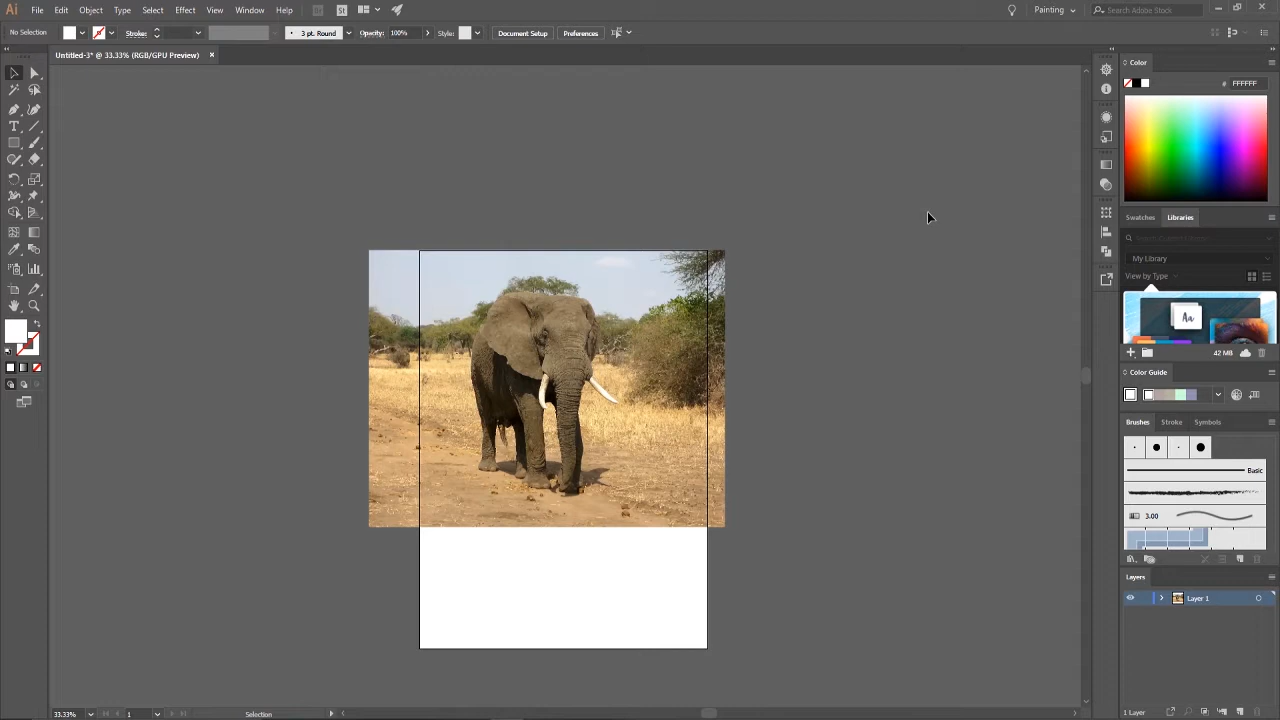 Ai File Edit Object Type Select Effect View Window Help Br St Painting Search Adobe Stock
No Selection Stroke: 3 pt. Round Opacity: 100% Style: Document Setup Preferences
Untitled-3* @ 33.33% (RGB/GPU Preview) ×
Color
# FFFFFF
Swatches Libraries
My Library
View by Type
Aa
42 MB
Color Guide
Brushes Stroke Symbols
Basic
3.00
Layers
Layer 1
33.33% 1 Selection 1 Layer